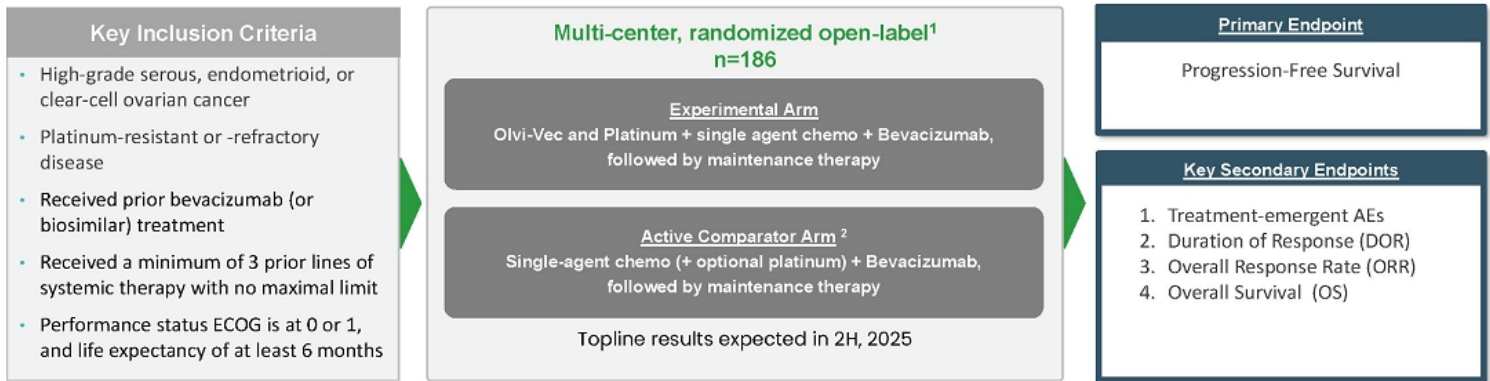 Key Inclusion Criteria
• High-grade serous, endometrioid, or
clear-cell ovarian cancer
• Platinum-resistant or -refractory
disease
• Received prior bevacizumab (or
biosimilar) treatment
• Received a minimum of 3 prior lines of
systemic therapy with no maximal limit
• Performance status ECOG is at 0 or 1,
and life expectancy of at least 6 months
Multi-center, randomized open-label¹
n=186
Experimental Arm
Olvi-Vec and Platinum + single agent chemo + Bevacizumab,
followed by maintenance therapy
Active Comparator Arm ²
Single-agent chemo (+ optional platinum) + Bevacizumab,
followed by maintenance therapy
Topline results expected in 2H, 2025
Primary Endpoint
Progression-Free Survival
Key Secondary Endpoints
1. Treatment-emergent AEs
2. Duration of Response (DOR)
3. Overall Response Rate (ORR)
4. Overall Survival (OS)